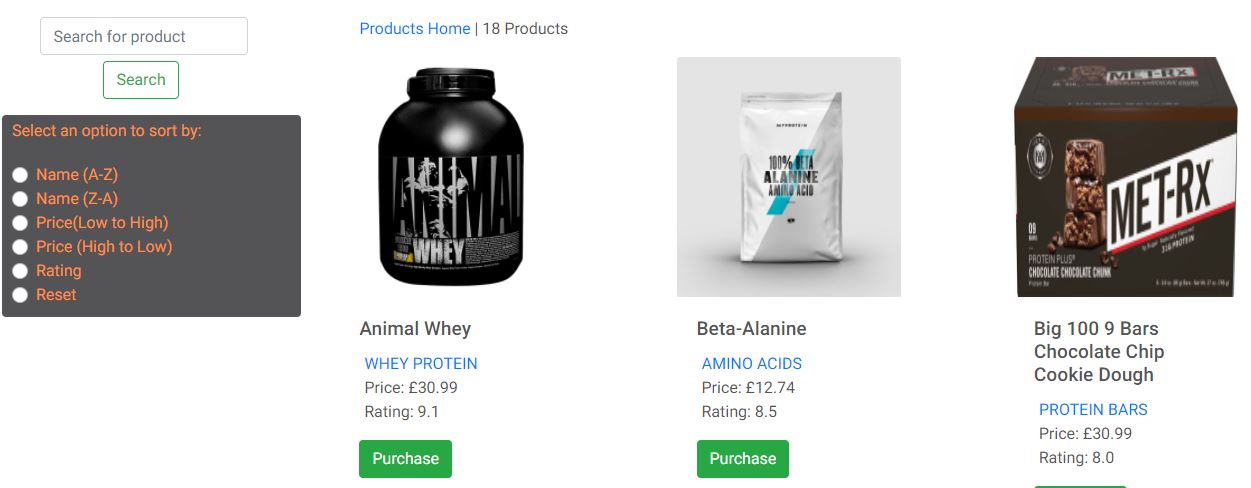 Search for product
Search
Select an option to sort by:
Name (A-Z)
Name (Z-A)
Price(Low to High)
Price (High to Low)
Rating
Reset
Products Home | 18 Products
ANIMAL
WHEY
Animal Whey
WHEY PROTEIN
Price: £30.99
Rating: 9.1
Purchase
MYPROTEIN
100% BETA
ALANINE
AMINO ACID
Beta-Alanine
AMINO ACIDS
Price: £12.74
Rating: 8.5
Purchase
MET-Rx
MET-Rx
09
BARS
PROTEIN PLUS®
CHOCOLATE CHOCOLATE CHUNK
Protein Bar
Big 100 9 Bars
Chocolate Chip
Cookie Dough
PROTEIN BARS
Price: £30.99
Rating: 8.0